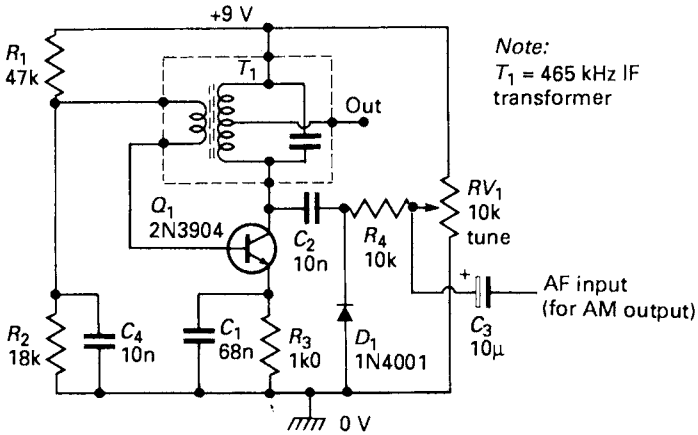 +9 V
R1
47k
T1
Out
Note:
T1 = 465 kHz IF
transformer
Q1
2N3904
C2
10n
R4
10k
RV1
10k
tune
AF input
(for AM output)
+
C3
10μ
R2
18k
C4
10n
C1
68n
R3
1k0
D1
1N4001
0 V